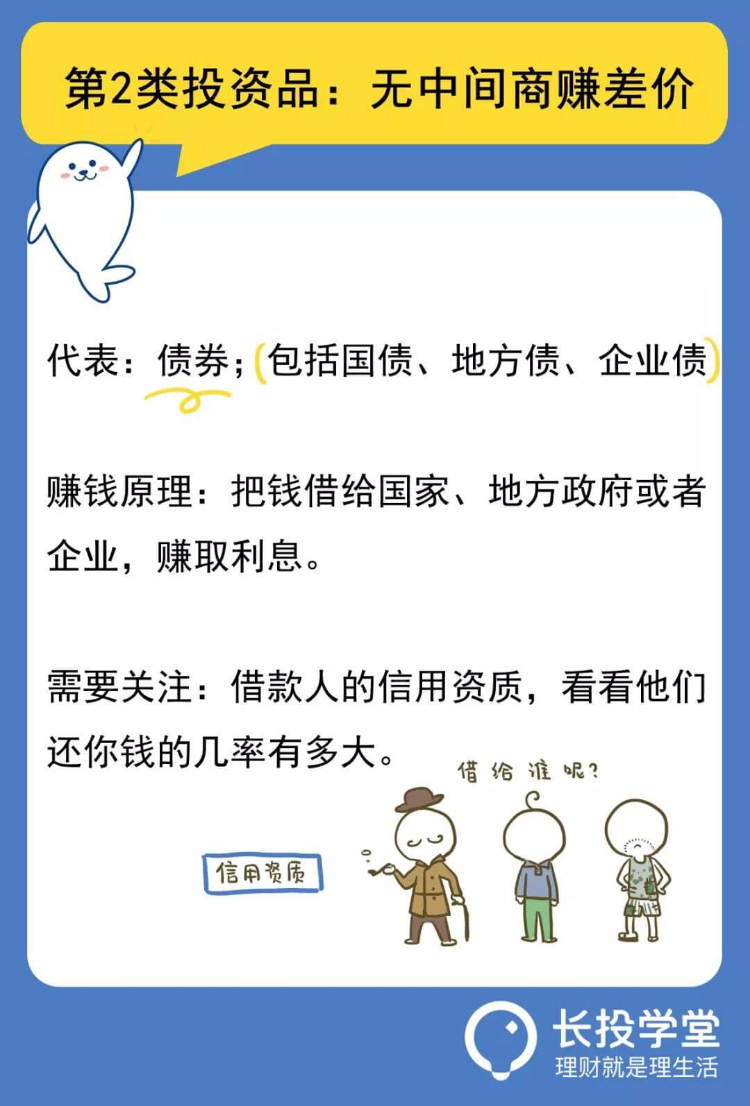 第2类投资品：无中间商赚差价
代表：债券；（包括国债、地方债、企业债）
赚钱原理：把钱借给国家、地方政府或者
企业，赚取利息。
需要关注：借款人的信用资质，看看他们
还你钱的几率有多大。
借给谁呢？
信用资质
长投学堂
理财就是理生活